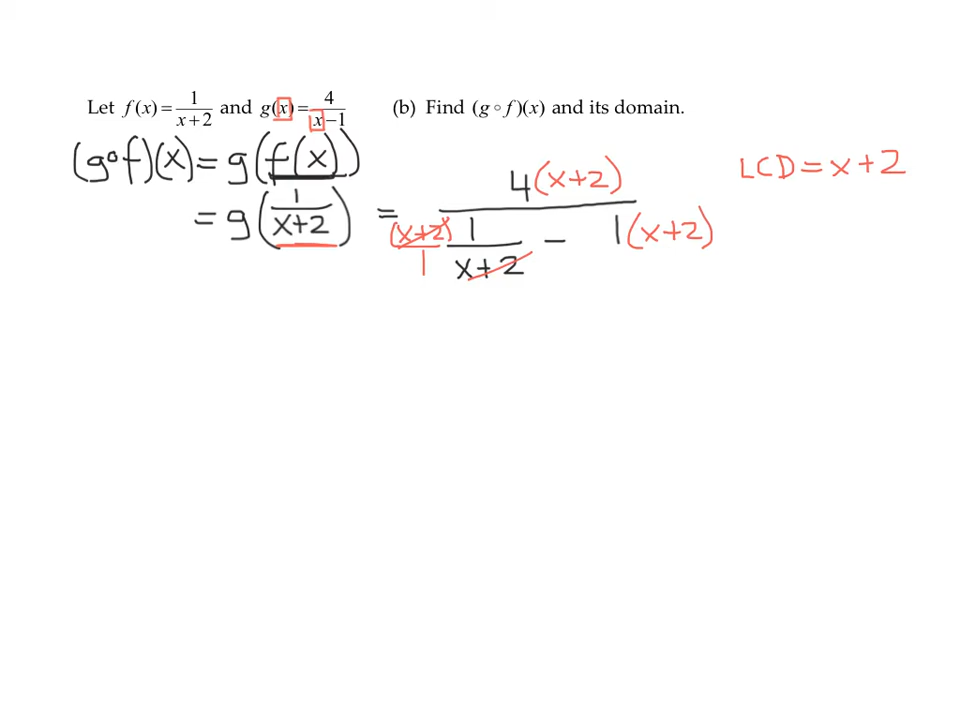 Let f(x) = 1/(x+2) and g(x) = 4/(x−1) (b) Find (g ∘ f)(x) and its domain.
(g∘f)(x) = g(f(x))
LCD = x+2
= g(1/(x+2)) = 4(x+2) / ((x+2)/1 1/(x+2) − 1(x+2))